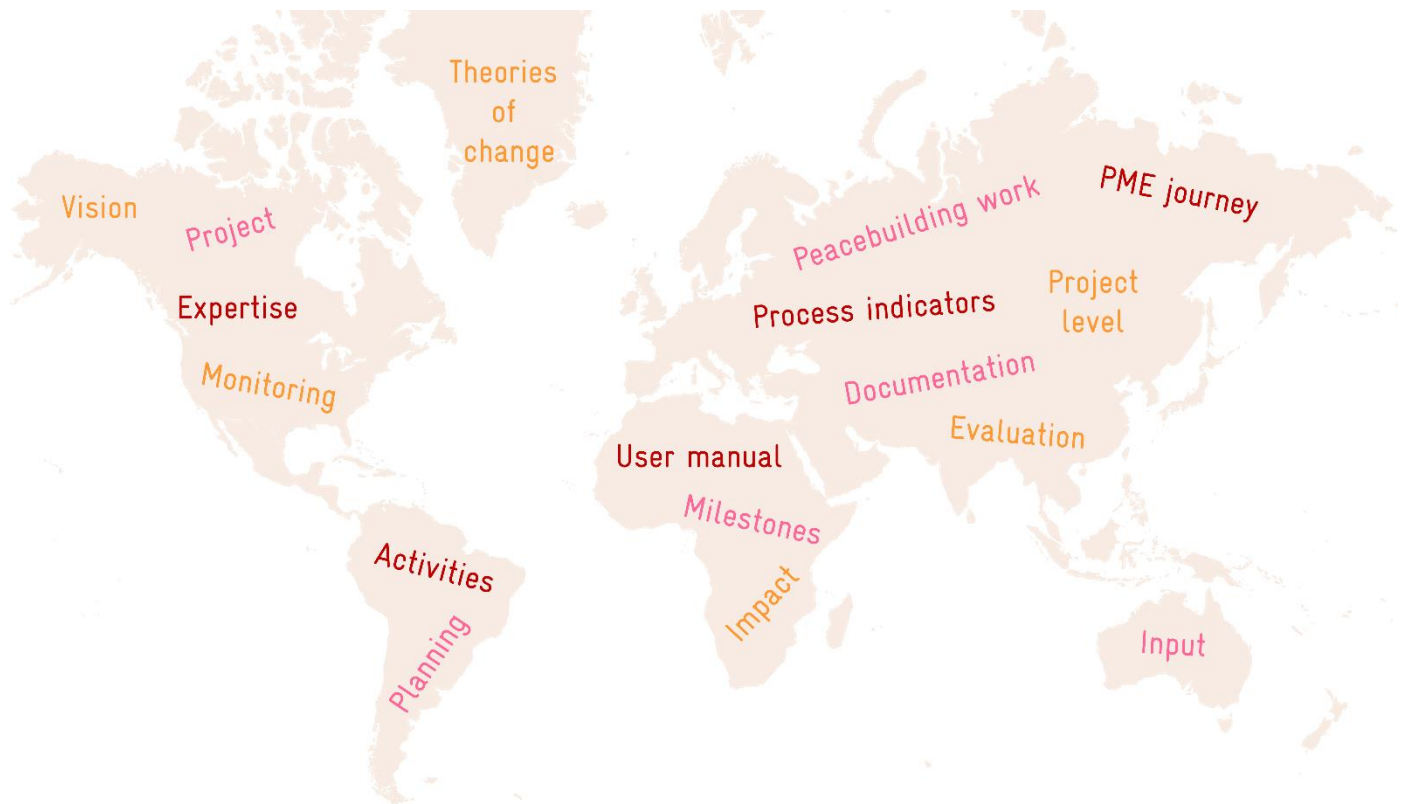 Theories
of
change
Vision
Project
Expertise
Monitoring
Activities
Planning
Peacebuilding work
PME journey
Process indicators
Project
level
Documentation
Evaluation
User manual
Milestones
Impact
Input